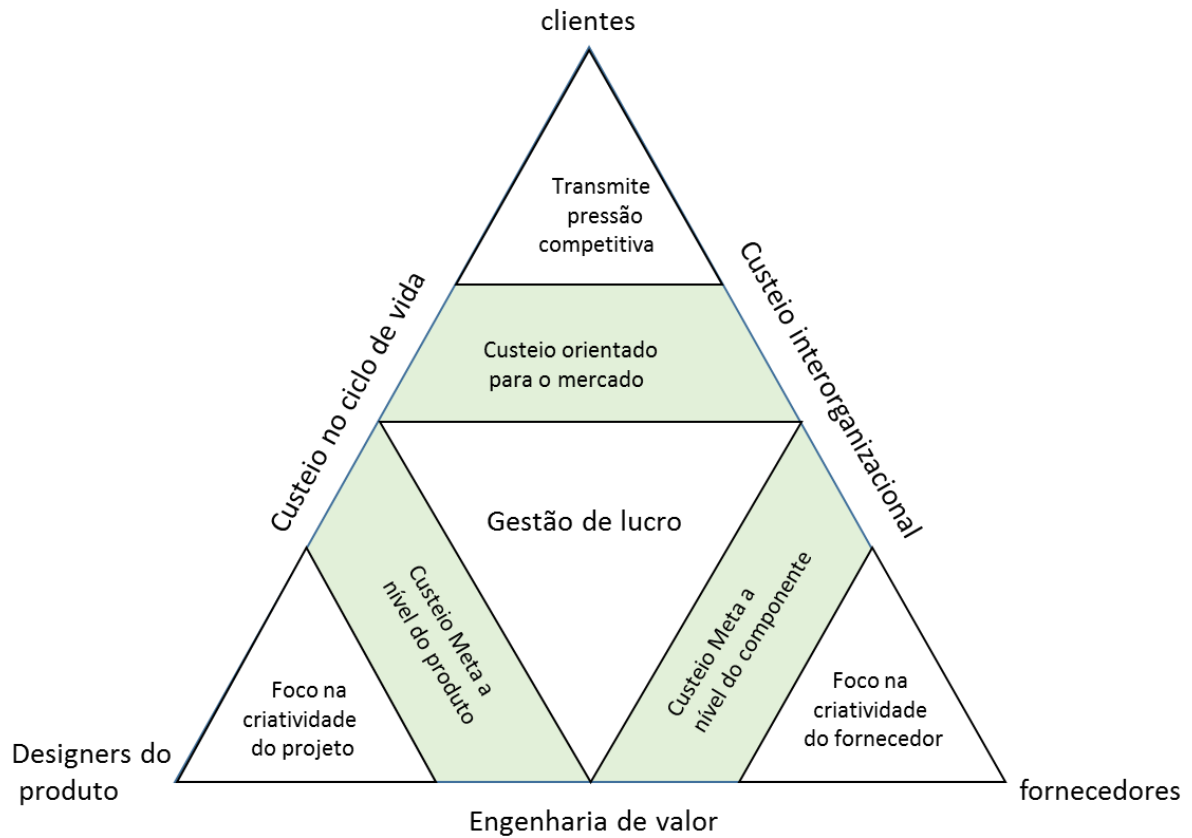 clientes
Transmite
pressão
competitiva
Custeio no ciclo de vida
Custeio interorganizacional
Custeio orientado
para o mercado
Gestão de lucro
Custeio Meta a
nível do produto
Custeio Meta a
nível do componente
Foco na
criatividade
do projeto
Foco na
criatividade
do fornecedor
Designers do
produto
fornecedores
Engenharia de valor